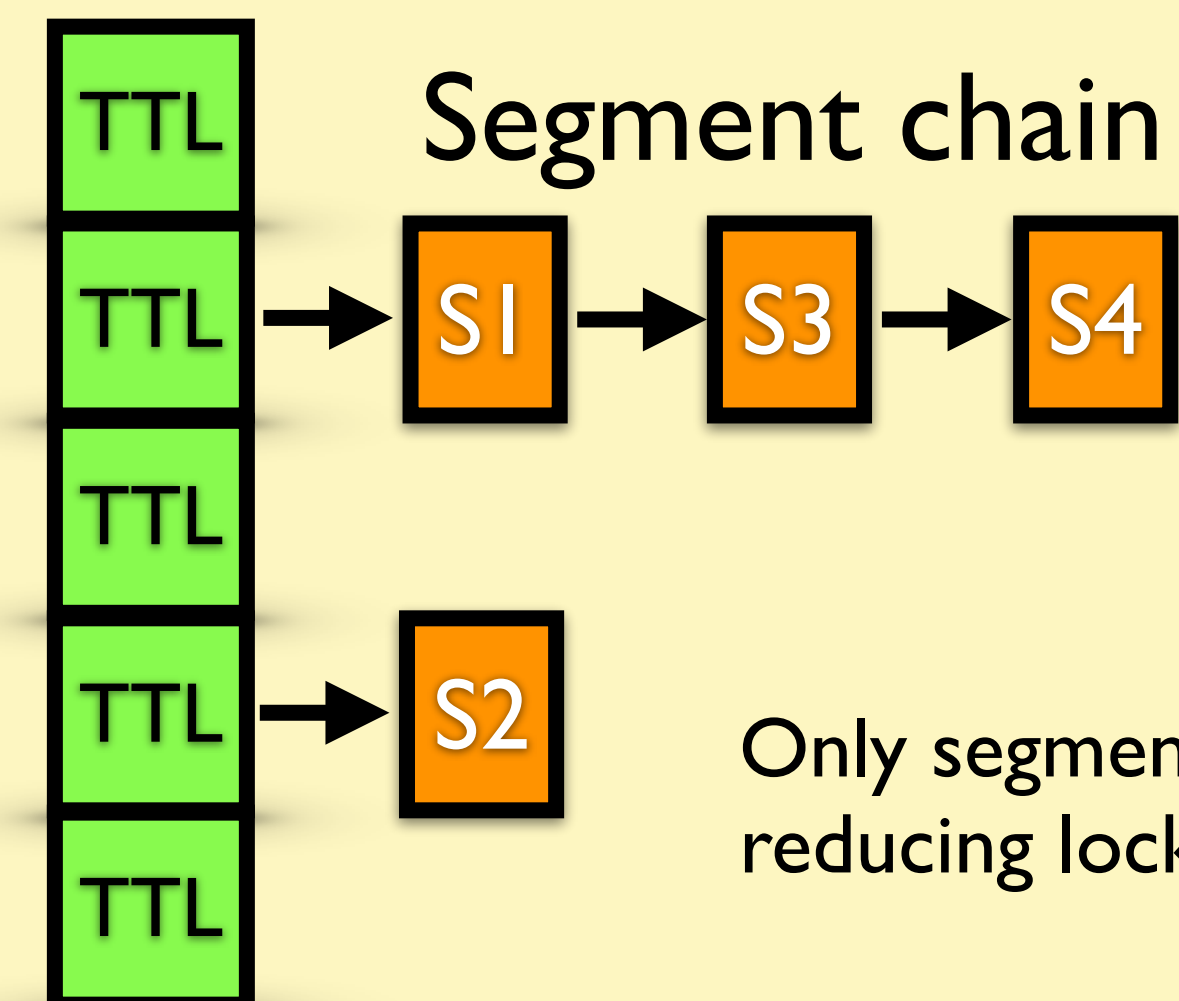 TTL
Segment chain
TTL S1 S3 S4
TTL
TTL S2
Only
reducing
TTL